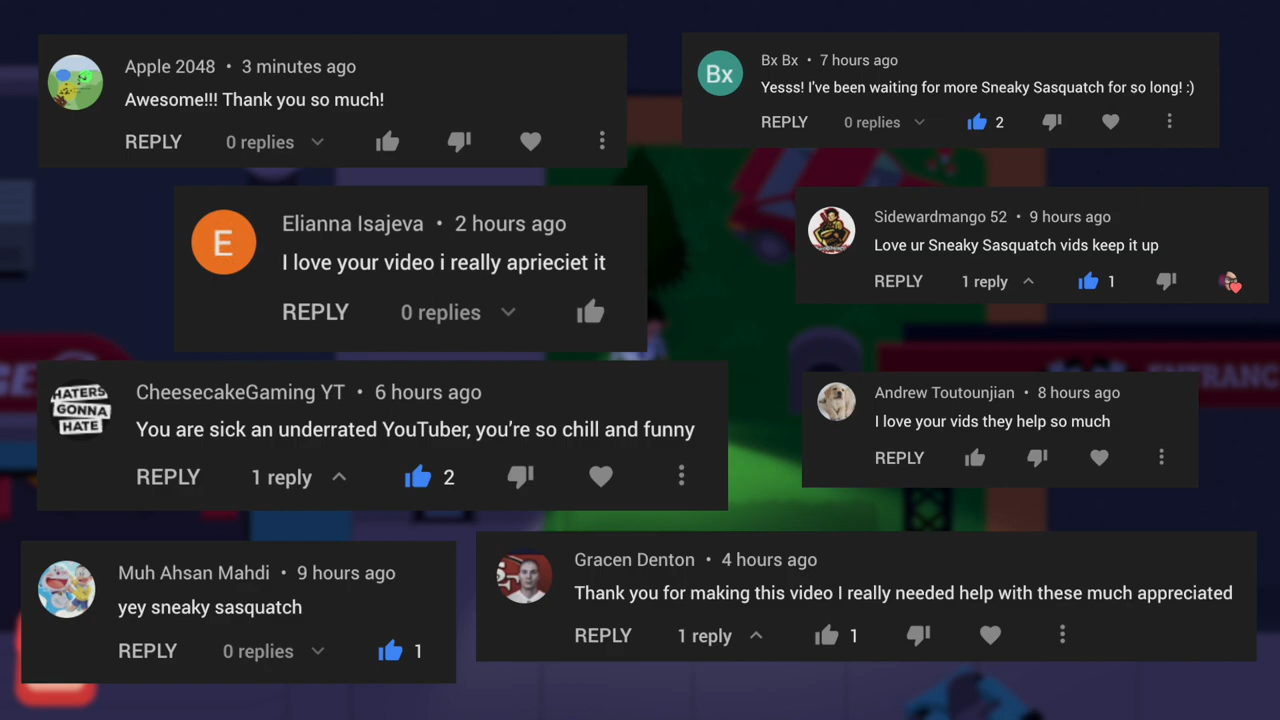 Apple 2048 • 3 minutes ago
Awesome!!! Thank you so much!
REPLY 0 replies
Bx
Bx Bx • 7 hours ago
Yesss! I've been waiting for more Sneaky Sasquatch for so long! :)
REPLY 0 replies 2
E
Elianna Isajeva • 2 hours ago
I love your video i really aprieciet it
REPLY 0 replies
Sidewardmango 52 • 9 hours ago
Love ur Sneaky Sasquatch vids keep it up
REPLY 1 reply 1
HATERS
GONNA
HATE
CheesecakeGaming YT • 6 hours ago
You are sick an underrated YouTuber, you're so chill and funny
REPLY 1 reply 2
Andrew Toutounjian • 8 hours ago
I love your vids they help so much
REPLY
Muh Ahsan Mahdi • 9 hours ago
yey sneaky sasquatch
REPLY 0 replies 1
Gracen Denton • 4 hours ago
Thank you for making this video I really needed help with these much appreciated
REPLY 1 reply 1
GE
ENTRANC